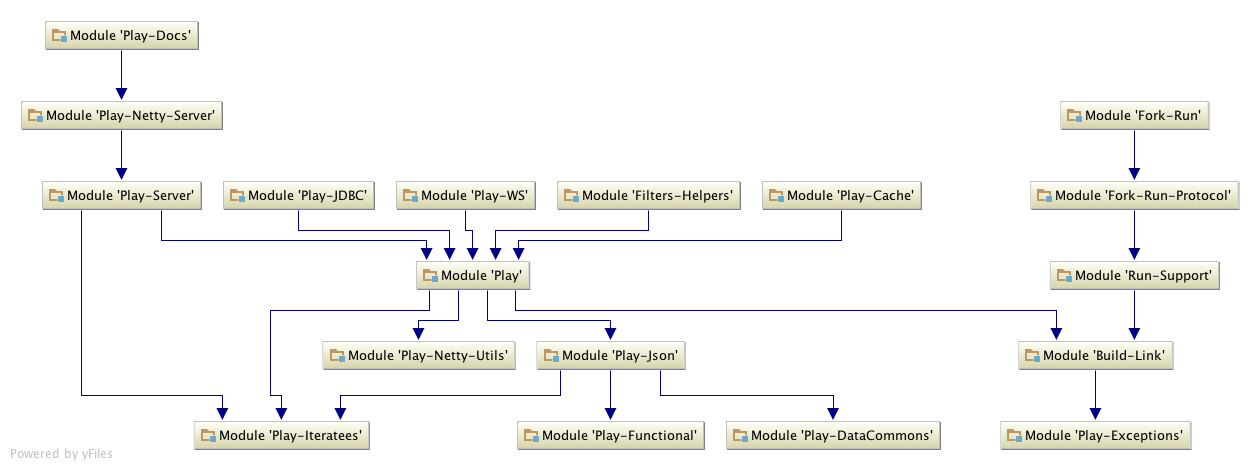 Module 'Play-Docs'
Module 'Play-Netty-Server'
Module 'Fork-Run'
Module 'Play-Server'
Module 'Play-JDBC'
Module 'Play-WS'
Module 'Filters-Helpers'
Module 'Play-Cache'
Module 'Fork-Run-Protocol'
Module 'Play'
Module 'Run-Support'
Module 'Play-Netty-Utils'
Module 'Play-Json'
Module 'Build-Link'
Module 'Play-Iteratees'
Module 'Play-Functional'
Module 'Play-DataCommons'
Module 'Play-Exceptions'
Powered by yFiles